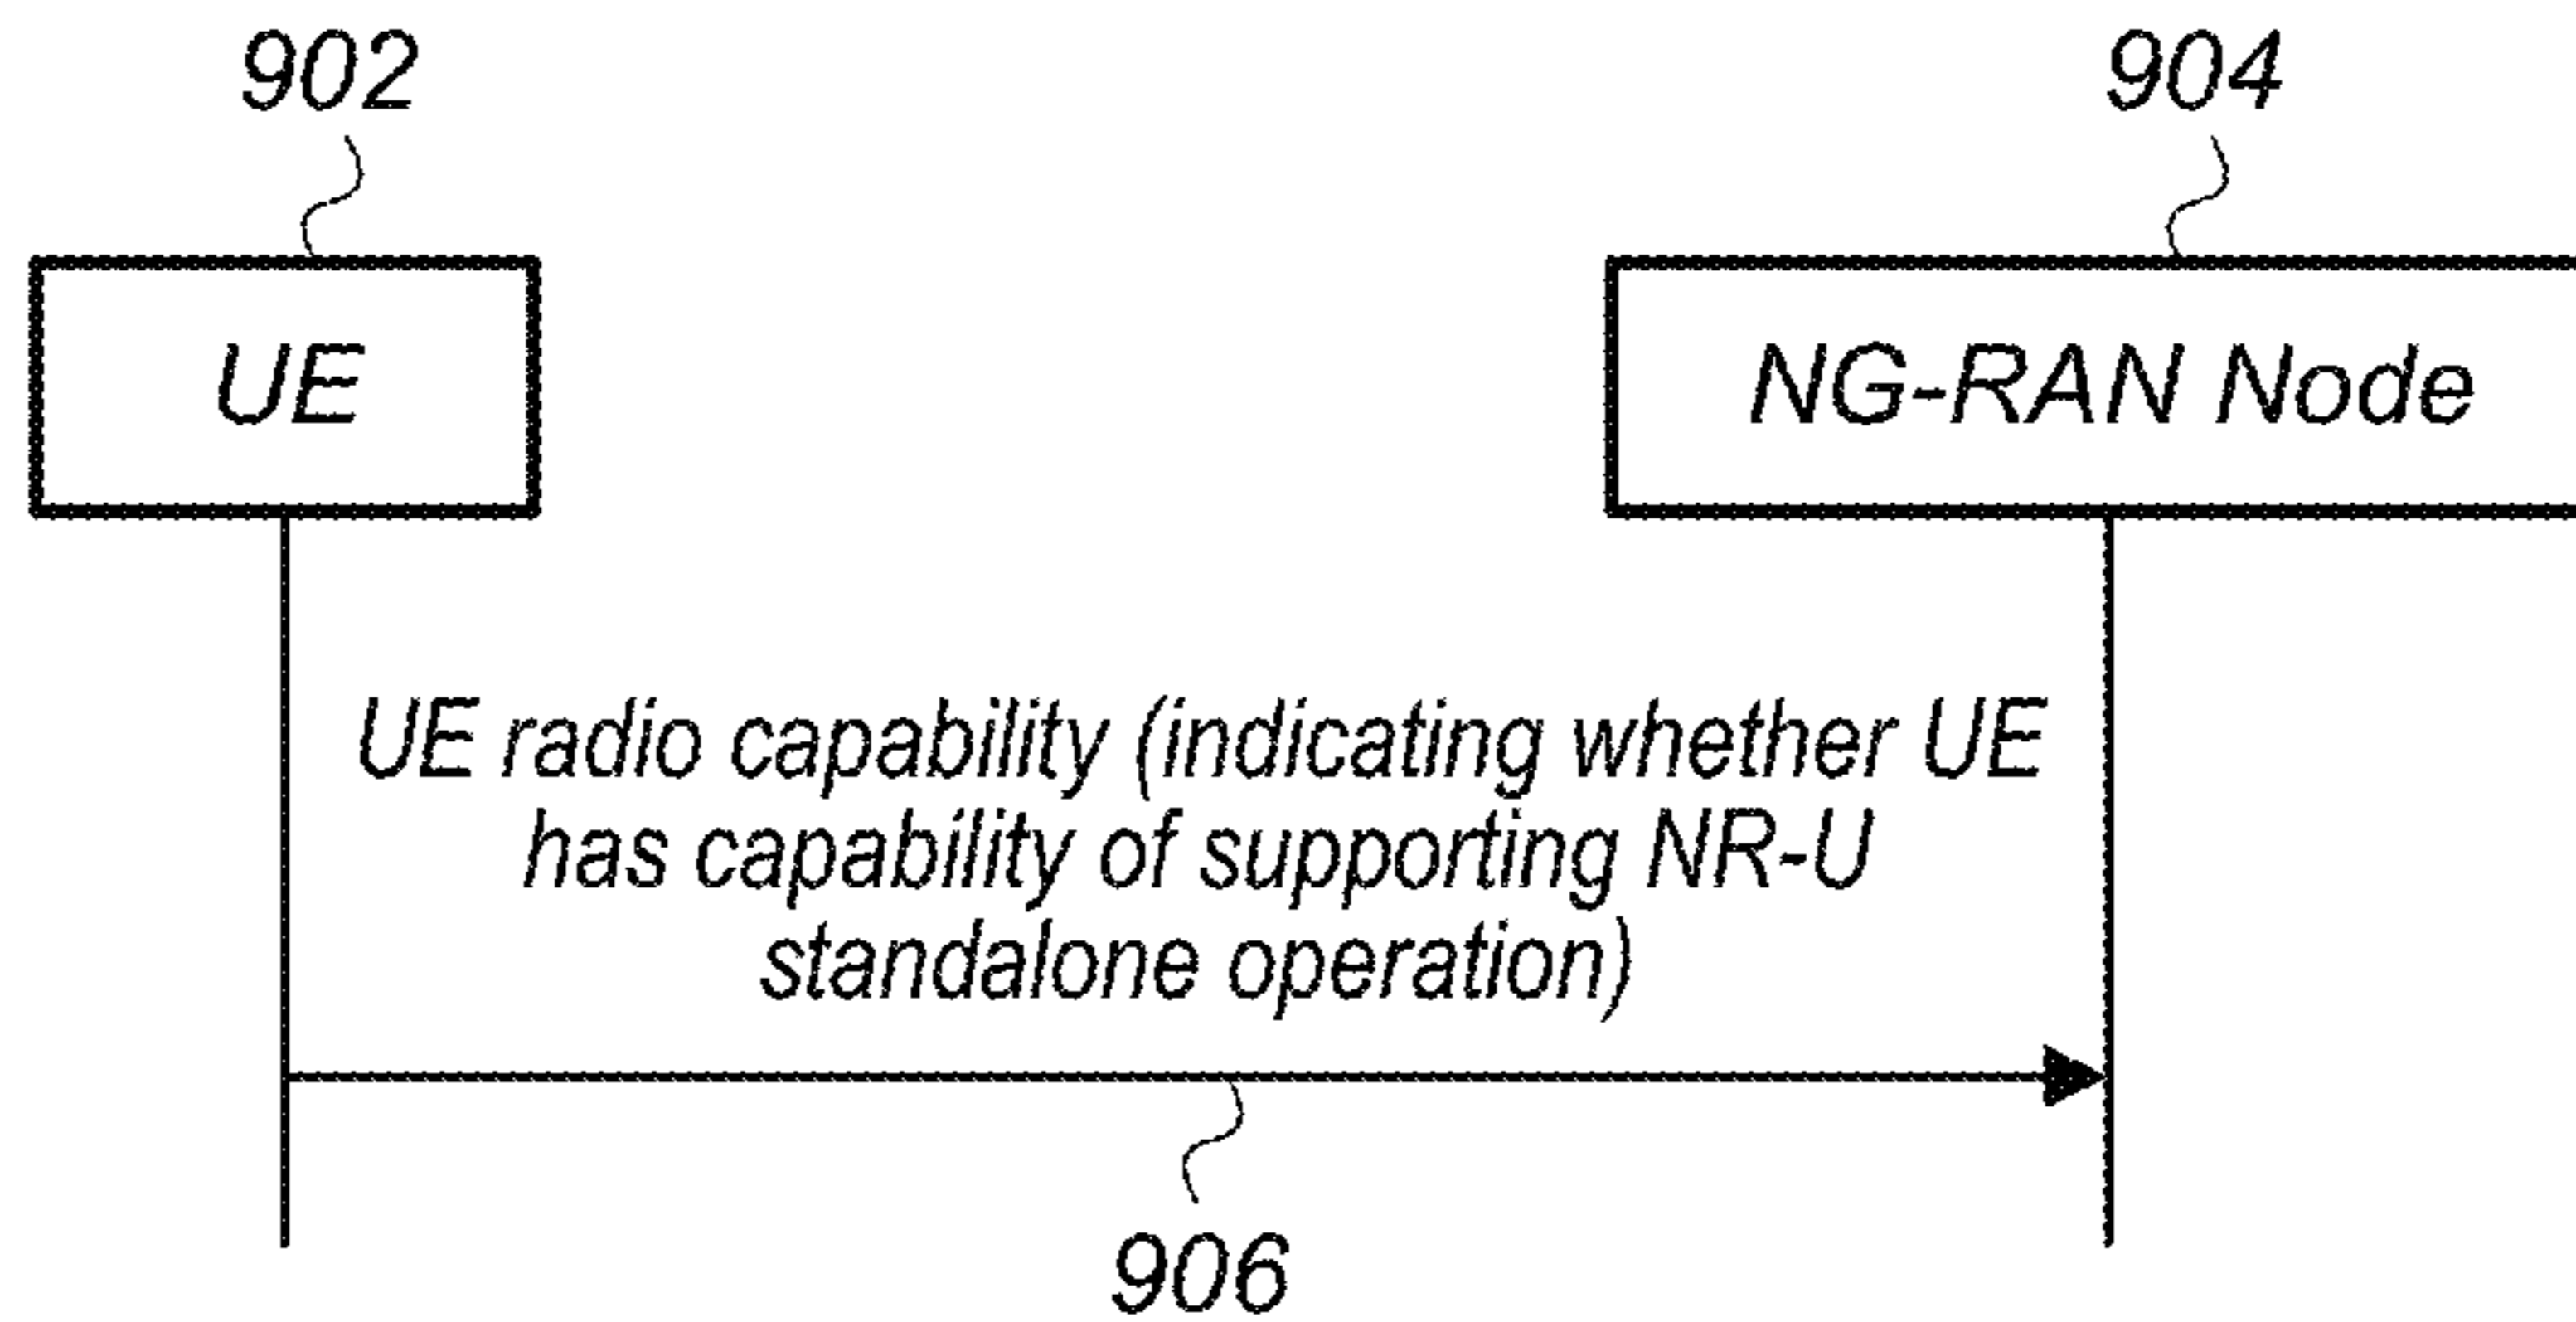 902
904
UE
NG-RAN Node
UE radio capability (indicating whether UE
has capability of supporting NR-U
standalone operation)
906